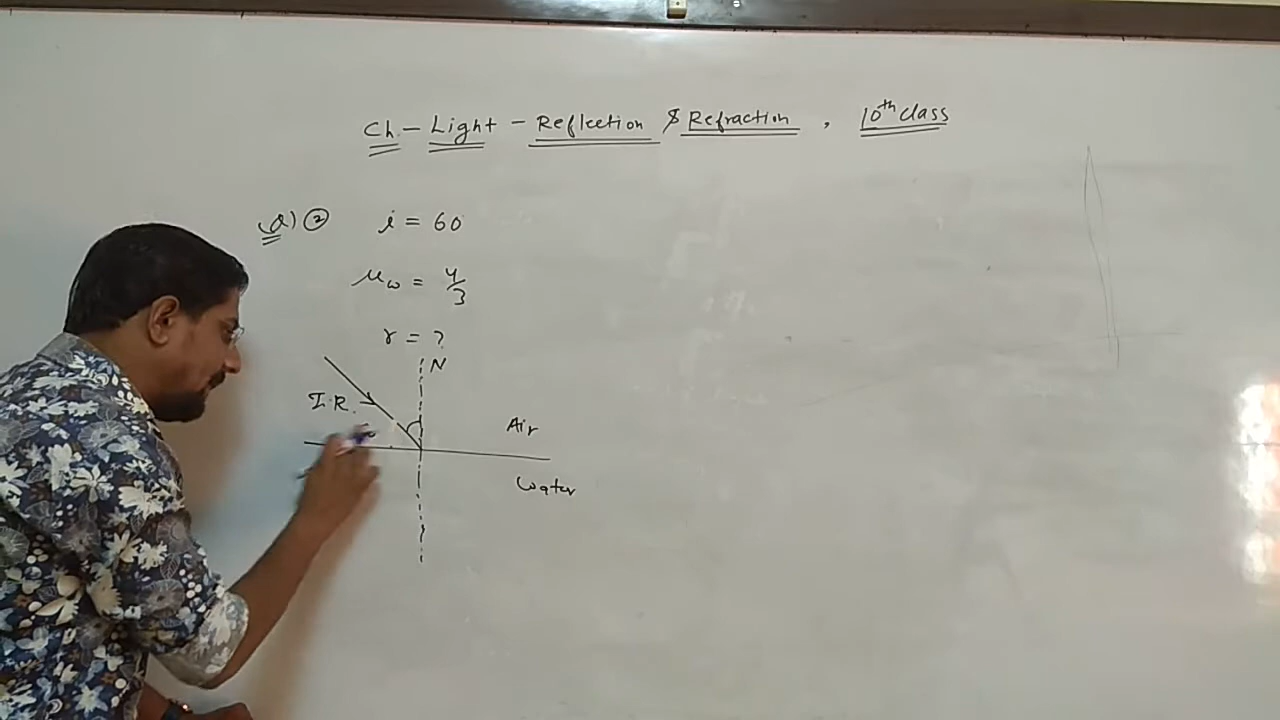 Ch - Light - Reflection & Refraction, 10th class
Q) ② i = 60
μw = 4/3
r = ?
N
I.R.
Air
Water